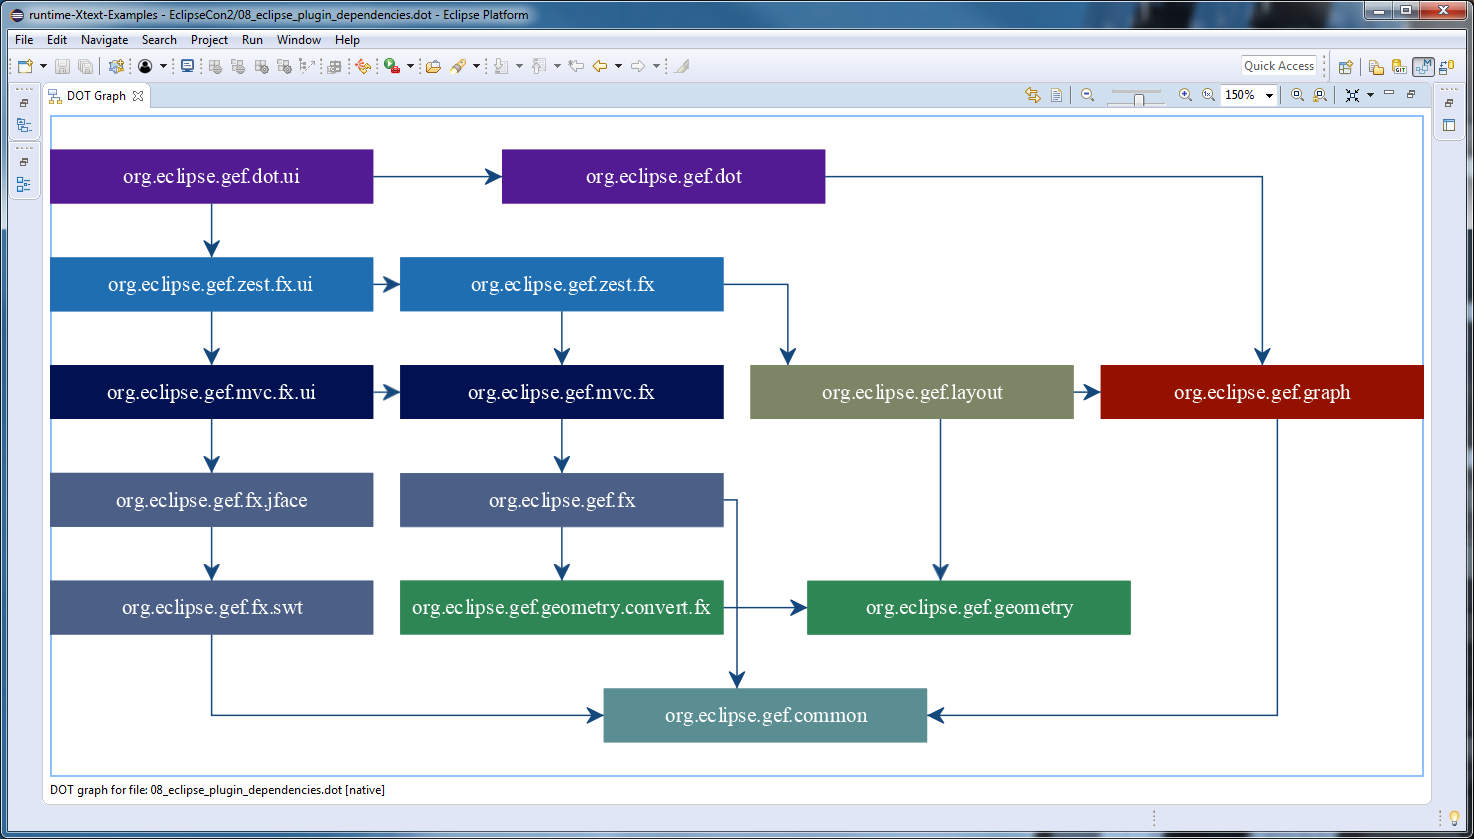 runtime-Xtext-Examples - EclipseCon2/08_eclipse_plugin_dependencies.dot - Eclipse Platform
File Edit Navigate Search Project Run Window Help
Quick Access
DOT Graph
150%
org.eclipse.gef.dot.ui org.eclipse.gef.dot
org.eclipse.gef.zest.fx.ui org.eclipse.gef.zest.fx
org.eclipse.gef.mvc.fx.ui org.eclipse.gef.mvc.fx org.eclipse.gef.layout org.eclipse.gef.graph
org.eclipse.gef.fx.jface org.eclipse.gef.fx
org.eclipse.gef.fx.swt org.eclipse.gef.geometry.convert.fx org.eclipse.gef.geometry
org.eclipse.gef.common
DOT graph for file: 08_eclipse_plugin_dependencies.dot [native]